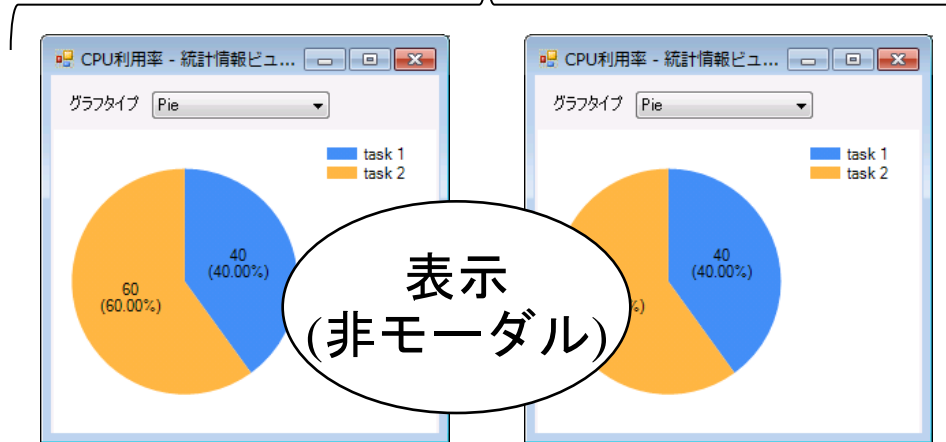 CPU利用率 - 統計情報ビュ...
グラフタイプ Pie
task 1
task 2
40
(40.00%)
60
(60.00%)
CPU利用率 - 統計情報ビュ...
グラフタイプ Pie
task 1
task 2
40
(40.00%)
%)
表示
(非モーダル)